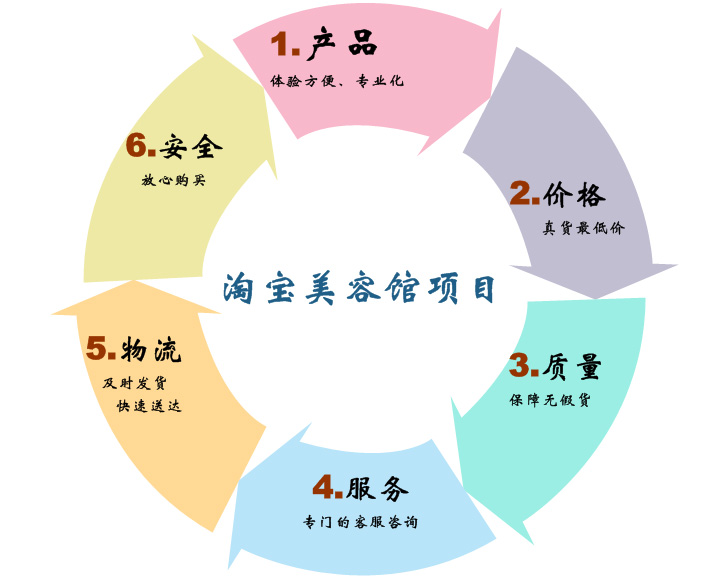 1.产品
体验方便、专业化
2.价格
真货最低价
3.质量
保障无假货
4.服务
专门的客服咨询
5.物流
及时发货
快速送达
6.安全
放心购买
淘宝美容馆项目